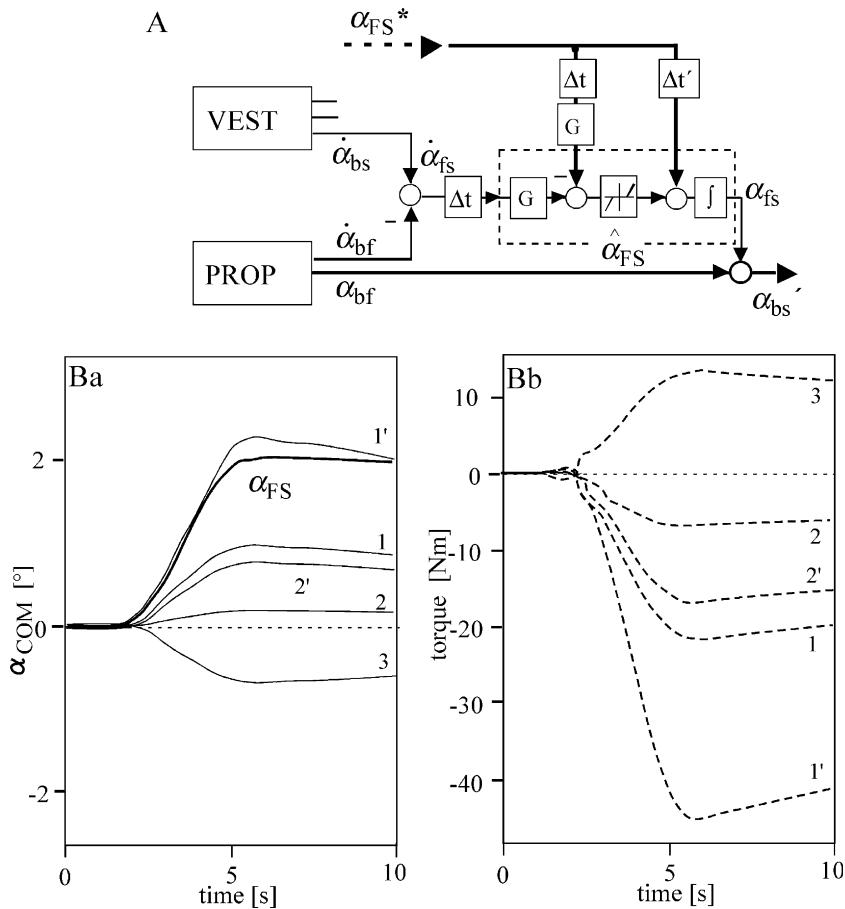 A
α_FS*
Δt Δt´
VEST
G
α̇_bs α̇_fs
−
Δt G ∫ α_fs
−
α̇_bf α̂_FS
PROP
α_bf α_bs´
Ba
2
0
-2
α_COM [°]
1'
α_FS
1
2'
2
3
0 5 10
time [s]
Bb
10
0
-10
-20
-30
-40
torque [Nm]
3
2
2'
1
1'
0 5 10
time [s]